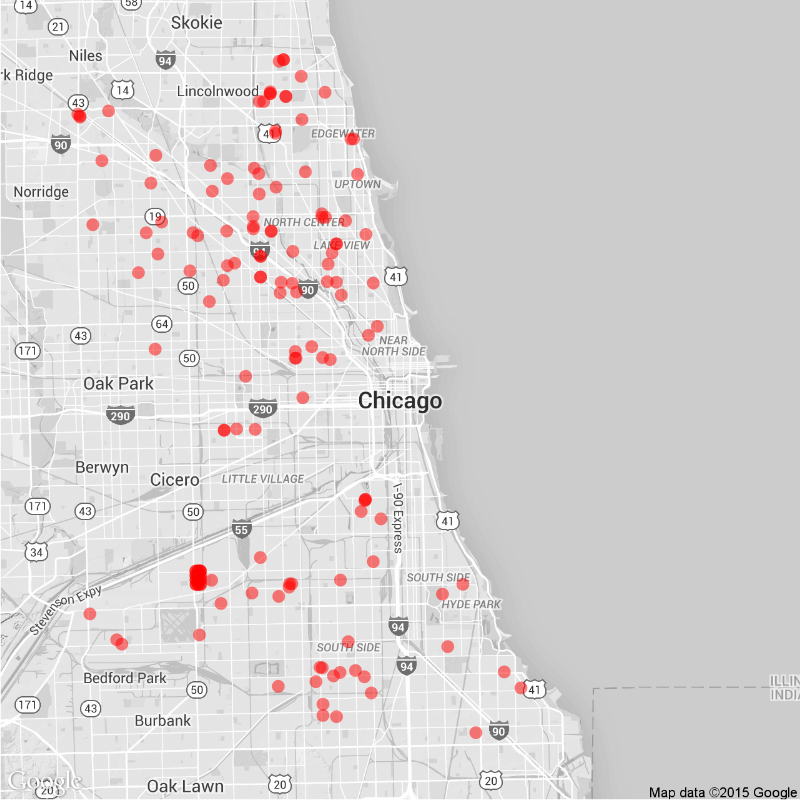 14
58
21
Skokie
Niles
94
rk Ridge
14
Lincolnwood
43
41
EDGEWATER
90
UPTOWN
Norridge
19
NORTH CENTER
LAKEVIEW
94
41
50
90
64
43
NEAR
NORTH SIDE
171
50
Oak Park
290
290
Chicago
Berwyn
Cicero
LITTLE VILLAGE
171
43
50
I-90 Express
41
55
34
SOUTH SIDE
HYDE PARK
Stevenson Expy
94
SOUTH SIDE
94
Bedford Park
50
41
ILLIN
INDIA
171
43
Burbank
90
Google
20
Oak Lawn
20
20
Map data ©2015 Google